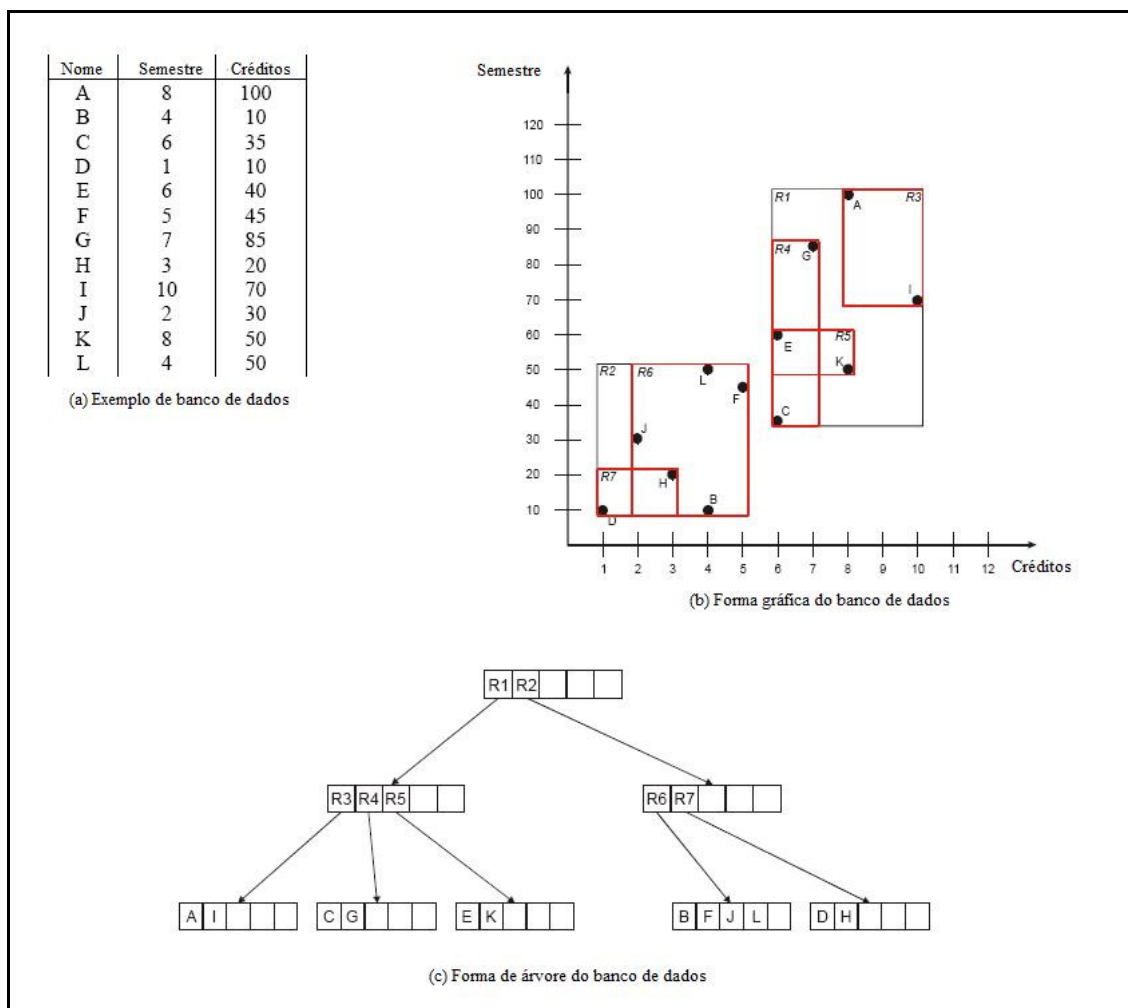 Nome Semestre Créditos
A 8 100
B 4 10
C 6 35
D 1 10
E 6 40
F 5 45
G 7 85
H 3 20
I 10 70
J 2 30
K 8 50
L 4 50
(a) Exemplo de banco de dados
Semestre
120
100
90
80
70
60
50
40
30
20
10
R1
A
R3
R4
G
I
E
R5
K
C
R2
R6
L
F
J
R7
H
B
D
1 2 3 4 5 6 7 8 9 10 11 12 Créditos
(b) Forma gráfica do banco de dados
R1 R2
R3 R4 R5
R6 R7
A I
C G
E K
B F J L
D H
(c) Forma de árvore do banco de dados